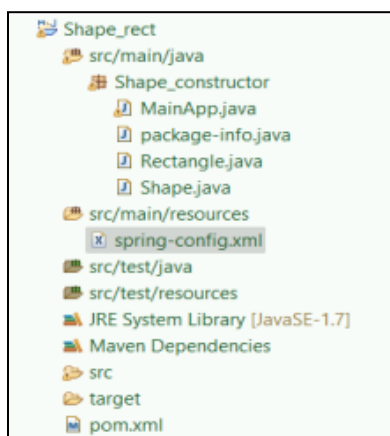 Shape_rect
src/main/java
Shape_constructor
MainApp.java
package-info.java
Rectangle.java
Shape.java
src/main/resources
spring-config.xml
src/test/java
src/test/resources
JRE System Library [JavaSE-1.7]
Maven Dependencies
src
target
pom.xml